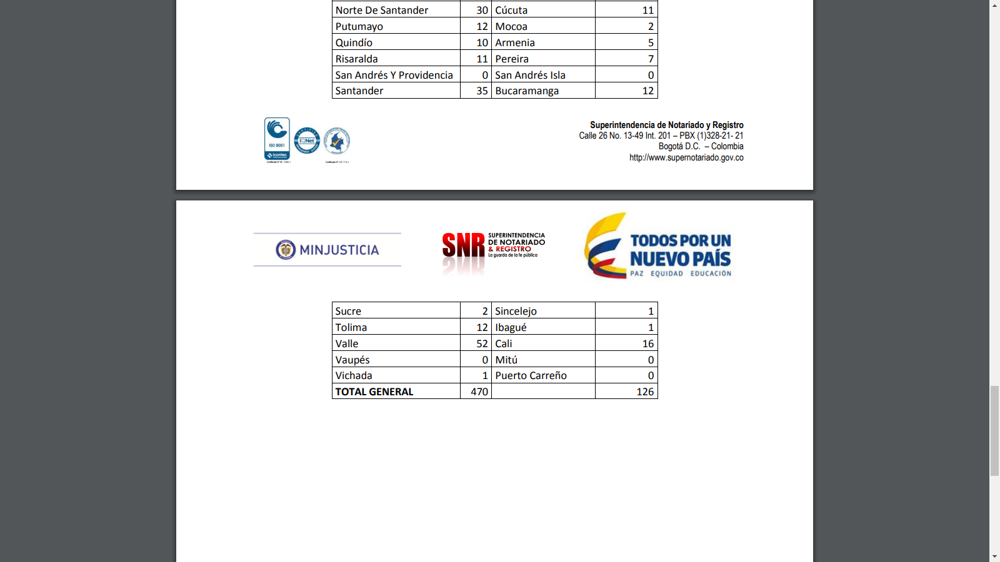 Norte De Santander 30 Cúcuta 11
Putumayo 12 Mocoa 2
Quindío 10 Armenia 5
Risaralda 11 Pereira 7
San Andrés Y Providencia 0 San Andrés Isla 0
Santander 35 Bucaramanga 12
ISO 9001
icontec
CERTIFIED
IQNet
Superintendencia de Notariado y Registro
Calle 26 No. 13-49 Int. 201 – PBX (1)328-21- 21
Bogotá D.C. – Colombia
http://www.supernotariado.gov.co
MINJUSTICIA
SNR SUPERINTENDENCIA
DE NOTARIADO
& REGISTRO
La guarda de la fe pública
TODOS POR UN
NUEVO PAÍS
PAZ EQUIDAD EDUCACIÓN
Sucre 2 Sincelejo 1
Tolima 12 Ibagué 1
Valle 52 Cali 16
Vaupés 0 Mitú 0
Vichada 1 Puerto Carreño 0
TOTAL GENERAL 470 126